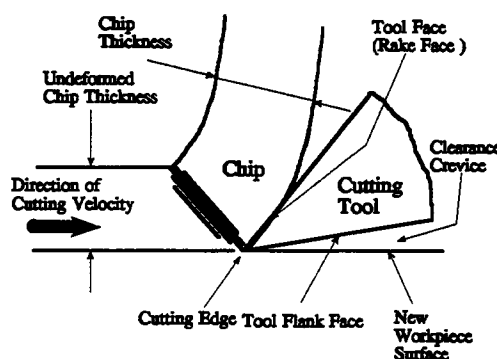 Chip
Thickness
Tool Face
(Rake Face )
Undeformed
Chip Thickness
Clearance
Crevice
Chip
Cutting
Tool
Direction of
Cutting Velocity
Cutting Edge
Tool Flank Face
New
Workpiece
Surface